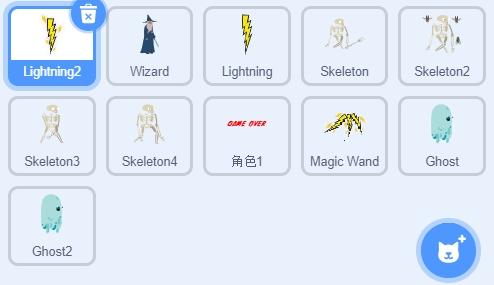 Lightning2
Wizard
Lightning
Skeleton
Skeleton2
Skeleton3
Skeleton4
GAME OVER
角色1
Magic Wand
Ghost
Ghost2